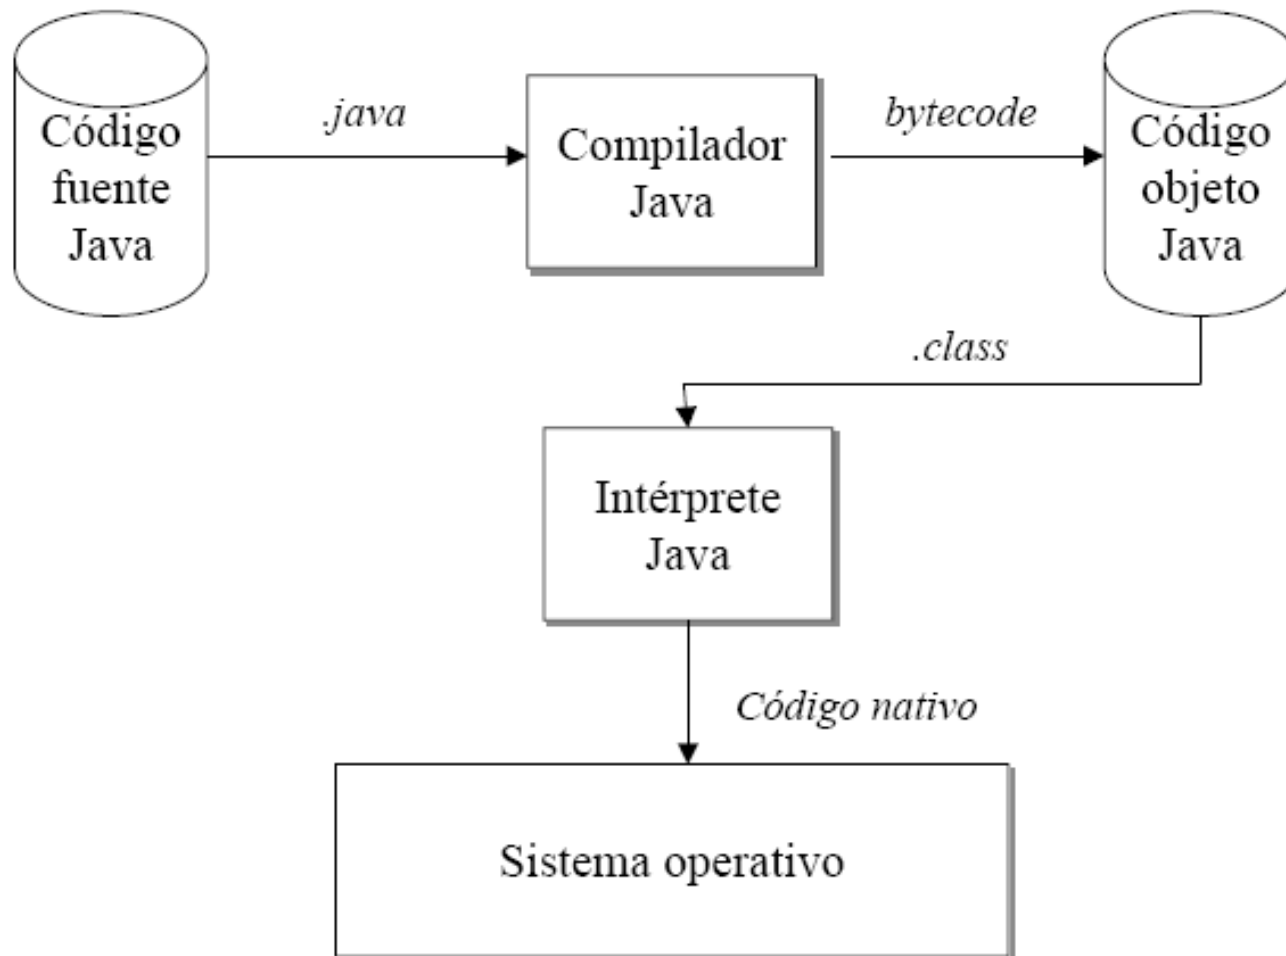 Código
fuente
Java
.java
Compilador
Java
bytecode
Código
objeto
Java
.class
Intérprete
Java
Código nativo
Sistema operativo